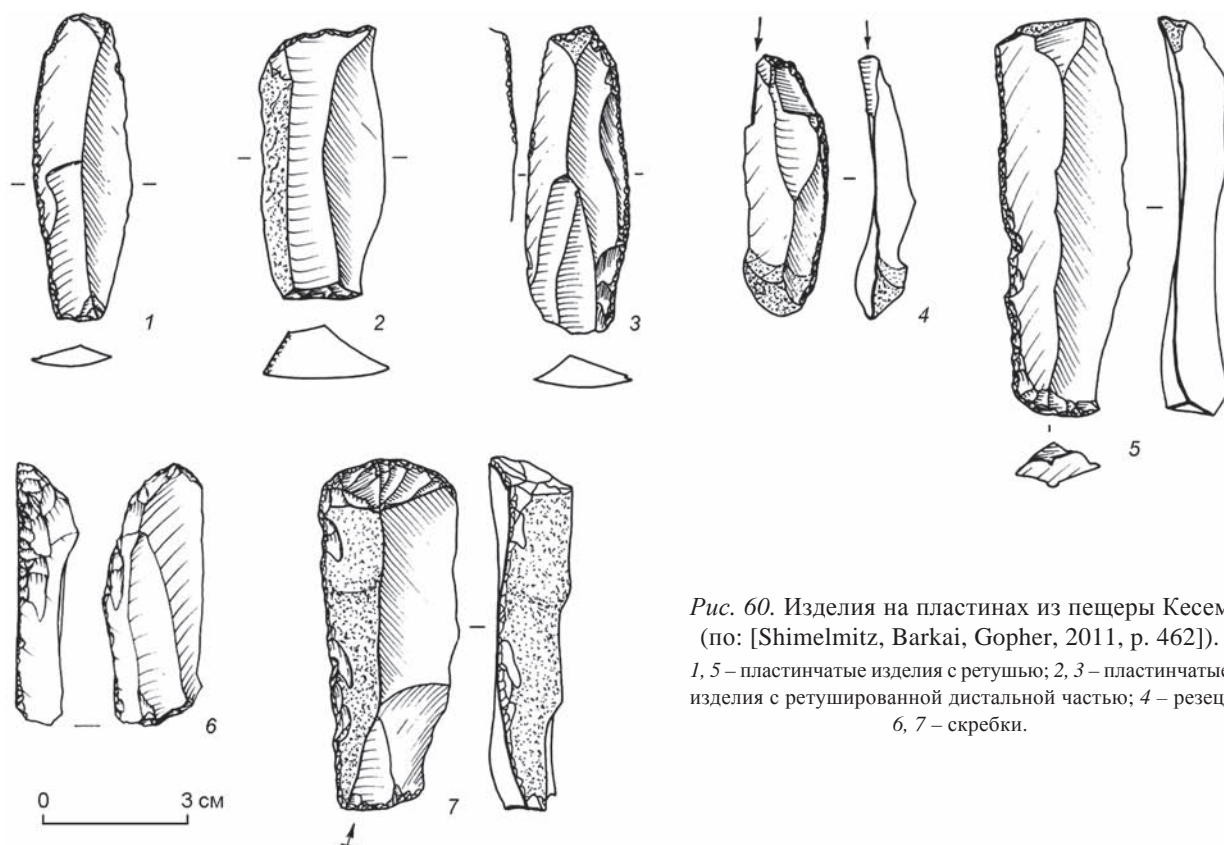 1
2
3
4
5
6
7
0 3 см
Рис. 60. Изделия на пластинах из пещеры Кесем
(по: [Shimelmitz, Barkai, Gopher, 2011, p. 462]).
1, 5 – пластинчатые изделия с ретушью; 2, 3 – пластинчатые
изделия с ретушированной дистальной частью; 4 – резец
6, 7 – скребки.